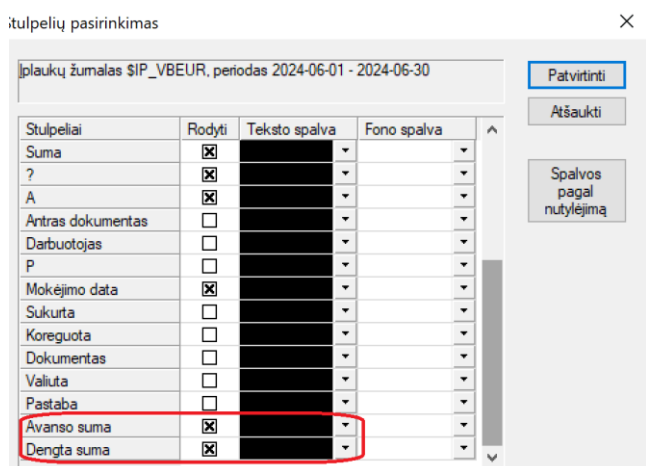 Stulpelių pasirinkimas
Įplaukų žurnalas $IP_VBEUR, periodas 2024-06-01 - 2024-06-30
Patvirtinti
Atšaukti
Spalvos
pagal
nutylėjimą
Stulpeliai Rodyti Teksto spalva Fono spalva
Suma
?
A
Antras dokumentas
Darbuotojas
P
Mokėjimo data
Sukurta
Koreguota
Dokumentas
Valiuta
Pastaba
Avanso suma
Dengta suma